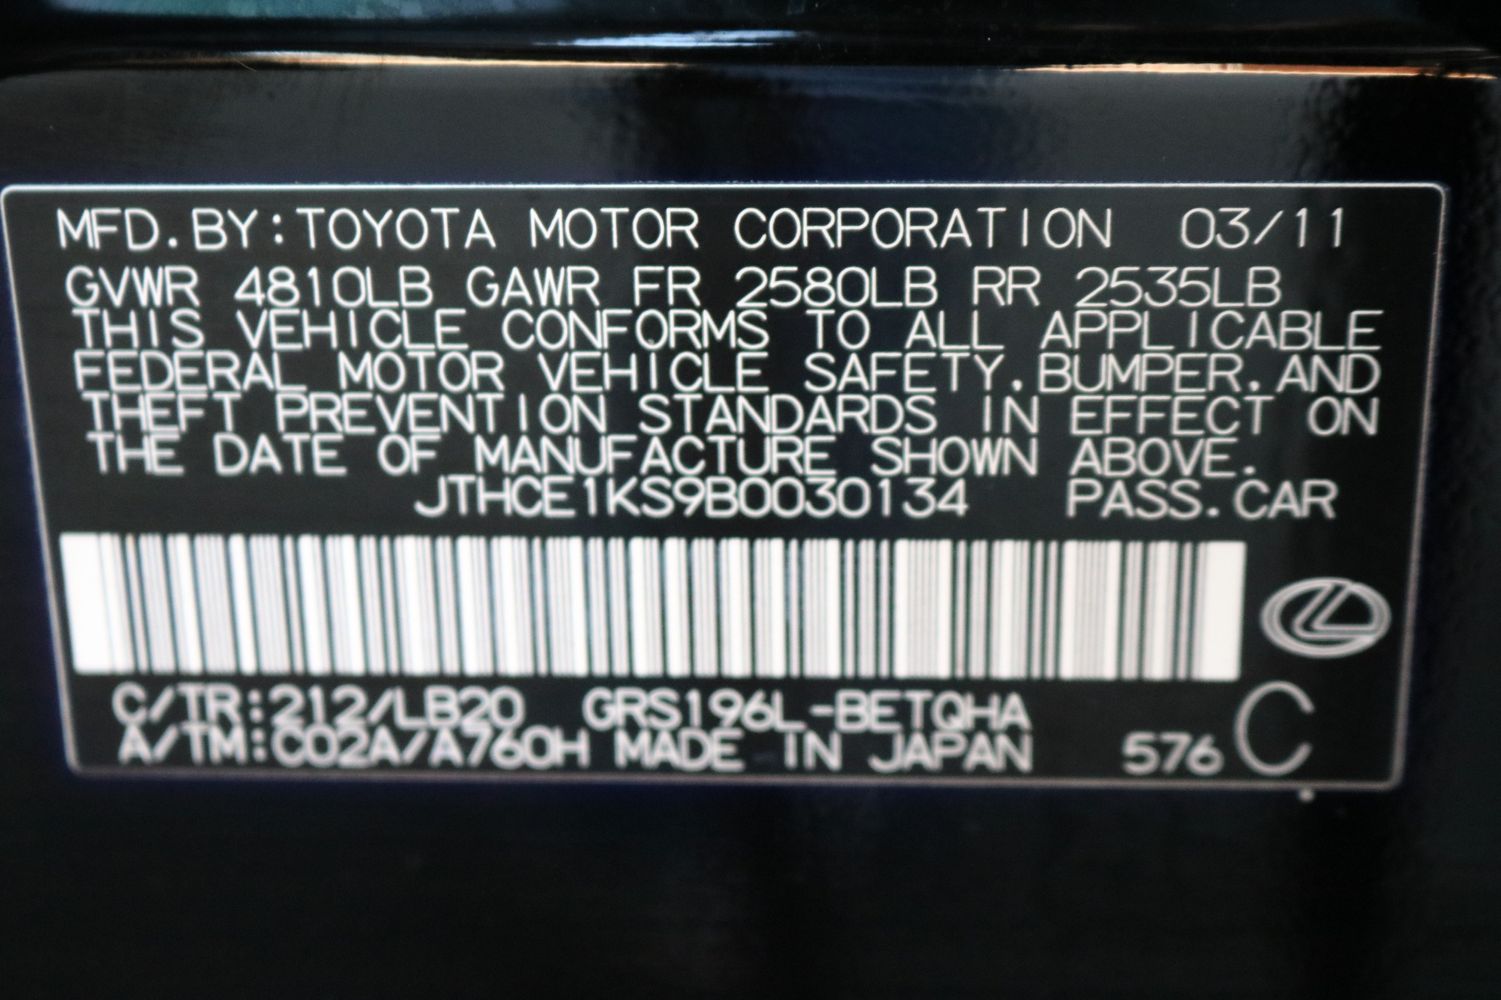 MFD.BY:TOYOTA MOTOR CORPORATION 03/11
GVWR 4810LB GAWR FR 2580LB RR 2535LB
THIS VEHICLE CONFORMS TO ALL APPLICABLE
FEDERAL MOTOR VEHICLE SAFETY.BUMPER.AND
THEFT PREVENTION STANDARDS IN EFFECT ON
THE DATE OF MANUFACTURE SHOWN ABOVE.
JTHCE1KS9B0030134 PASS.CAR
C/TR:212/LB20 GRS196L-BETQHA
A/TM:C02A/A760H MADE IN JAPAN 576 C